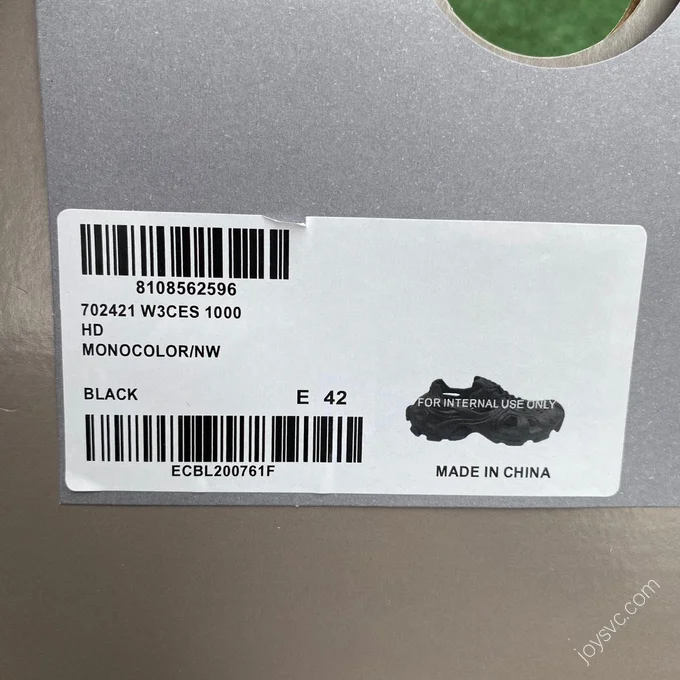 8108562596
702421 W3CES 1000
HD
MONOCOLOR/NW
BLACK E 42
FOR INTERNAL USE ONLY
ECBL200761F
MADE IN CHINA
joysvc.com